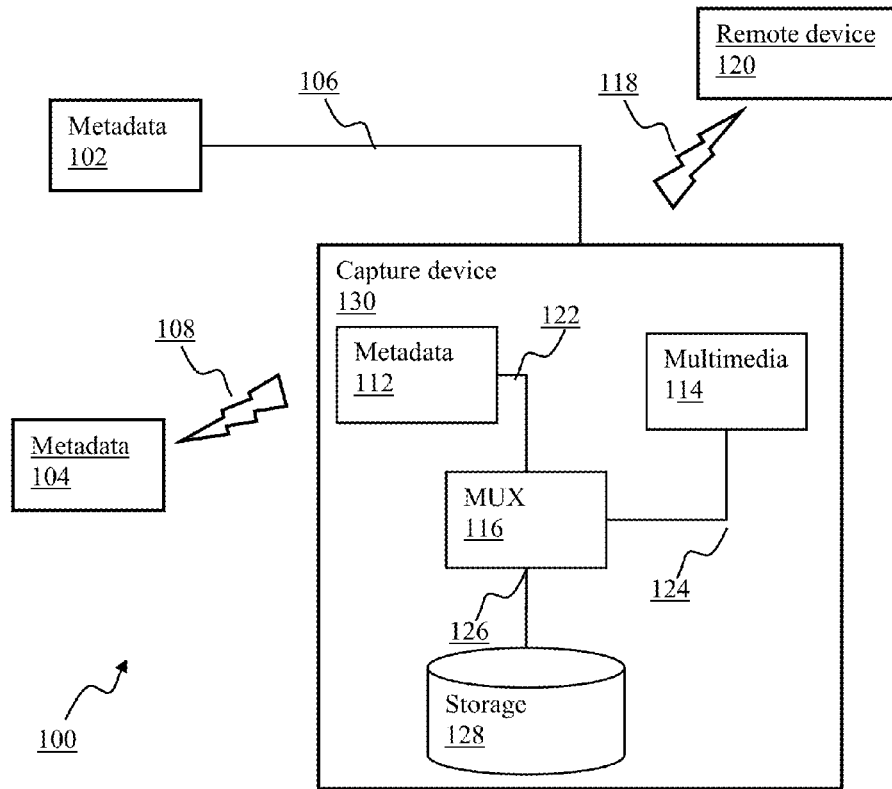 Remote device
120
118
106
Metadata
102
Capture device
130
122
108
Metadata
112
Multimedia
114
Metadata
104
MUX
116
124
126
Storage
128
100